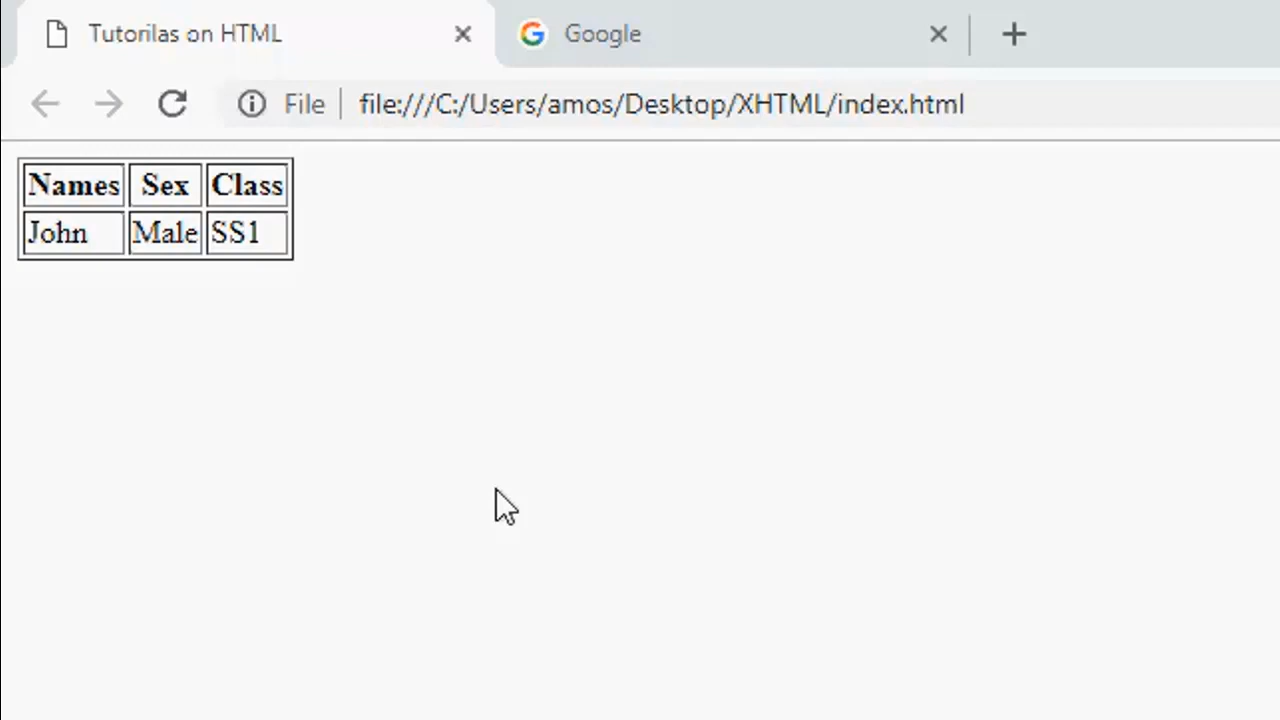 Tutorilas on HTML
Google
File
file:///C:/Users/amos/Desktop/XHTML/index.html
Names Sex Class
John Male SS1